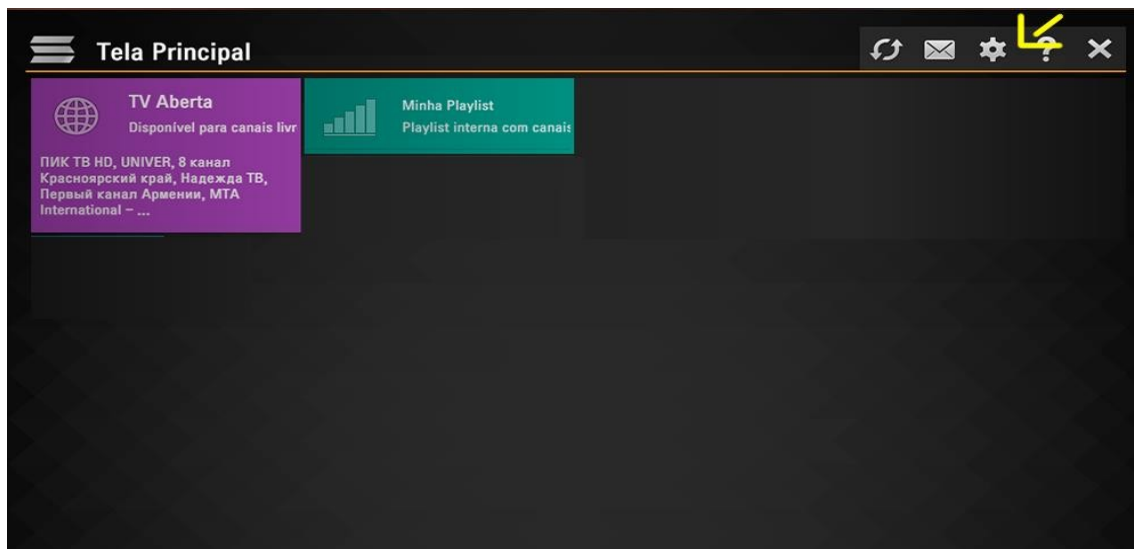 Tela Principal
TV Aberta
Disponível para canais livr
ПИК ТВ HD, UNIVER, 8 канал
Красноярский край, Надежда ТВ,
Первый канал Армении, MTA
International – ...
Minha Playlist
Playlist interna com canais